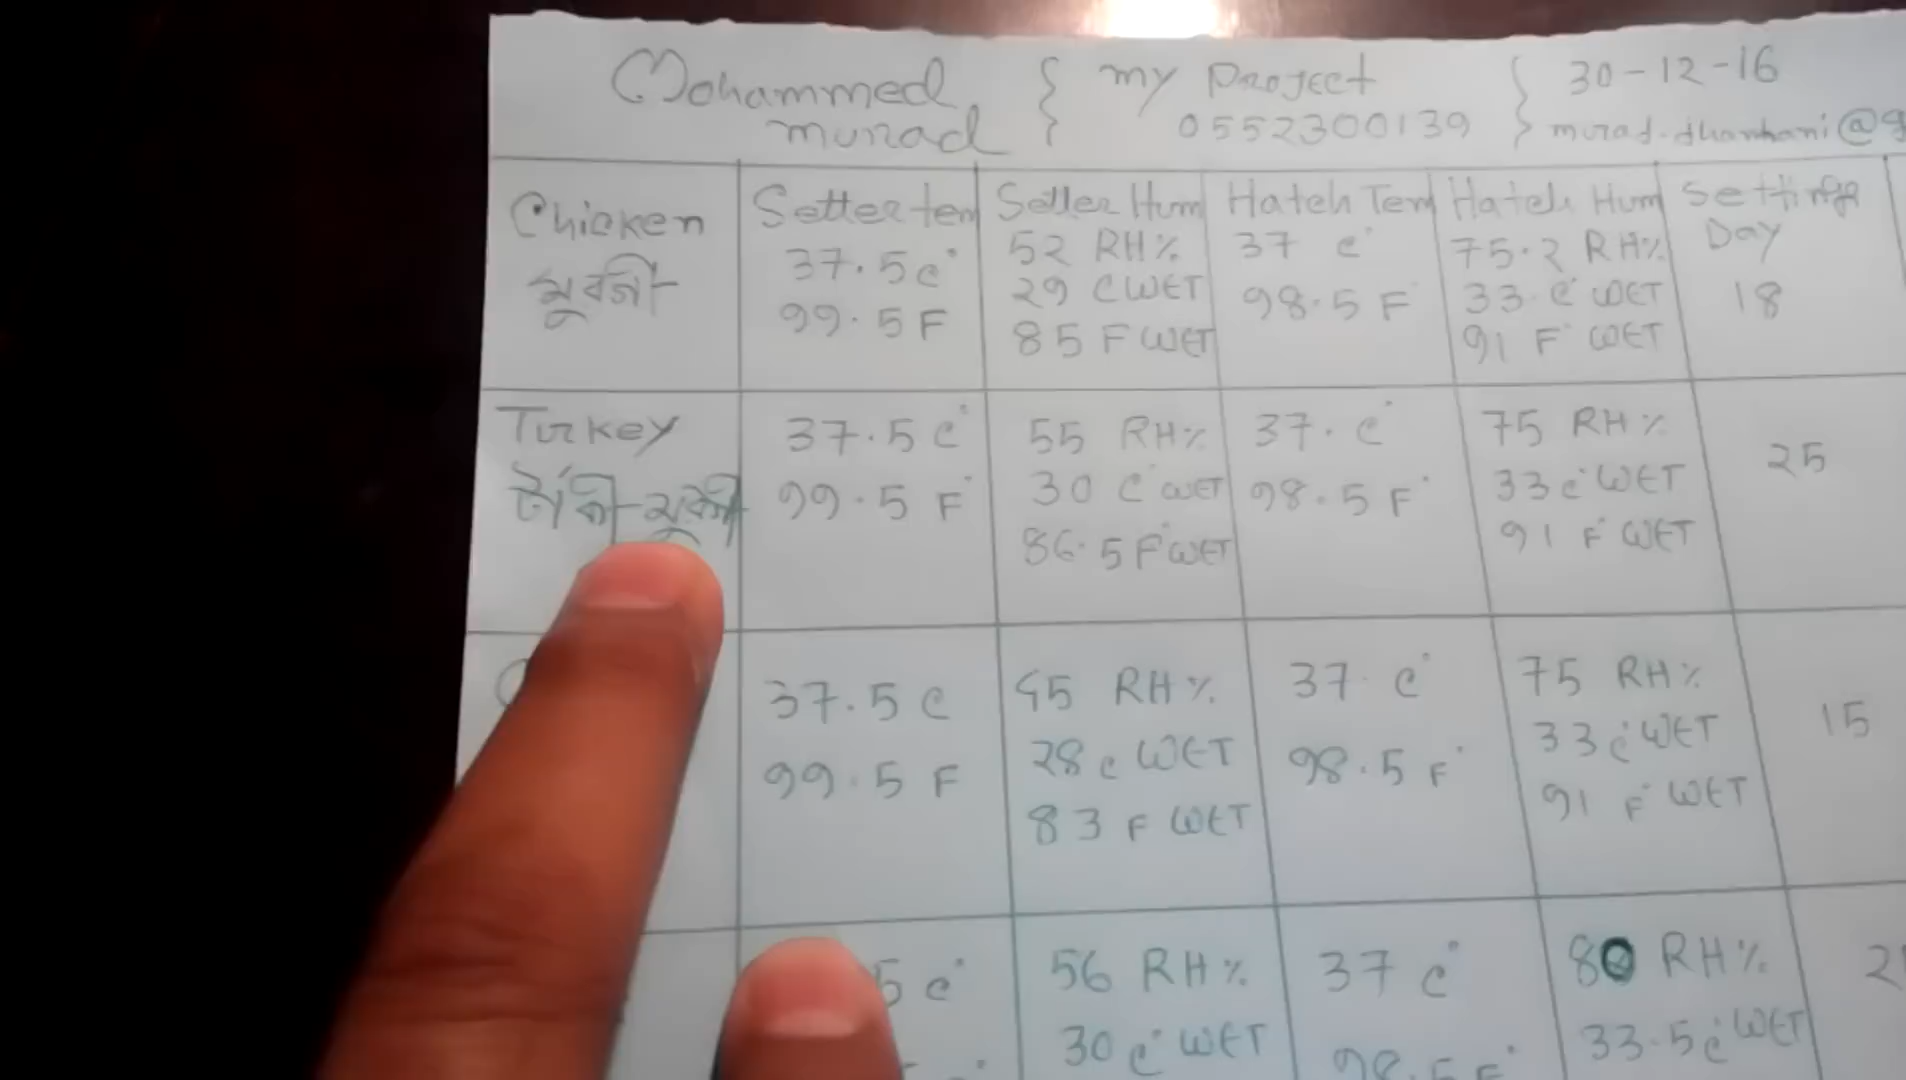 Mohammed { my Project } 30-12-16
murad 0552300139
Chicken
মুরগী
Setter tem
37.5 c°
99.5 F
Setter Hum
52 RH%
29 c WET
85 F WET
Hatch Tem
37 c°
98.5 F
Hatch Hum
75.2 RH%
33 c° WET
91 F° WET
Setting
Day
18
Turkey
টার্কী-মুরগী
37.5 c°
99.5 F°
55 RH%
30 c° WET
86.5 F° WET
37. c°
98.5 F°
75 RH%
33 c° WET
91 F° WET
25
37.5 c
99.5 F
45 RH%
28 c WET
83 F WET
37 c°
98.5 F°
75 RH%
33 c° WET
91 F° WET
15
5 c°
56 RH%
30 c° WET
37 c°
98.5 F°
80 RH%
33.5 c° WET